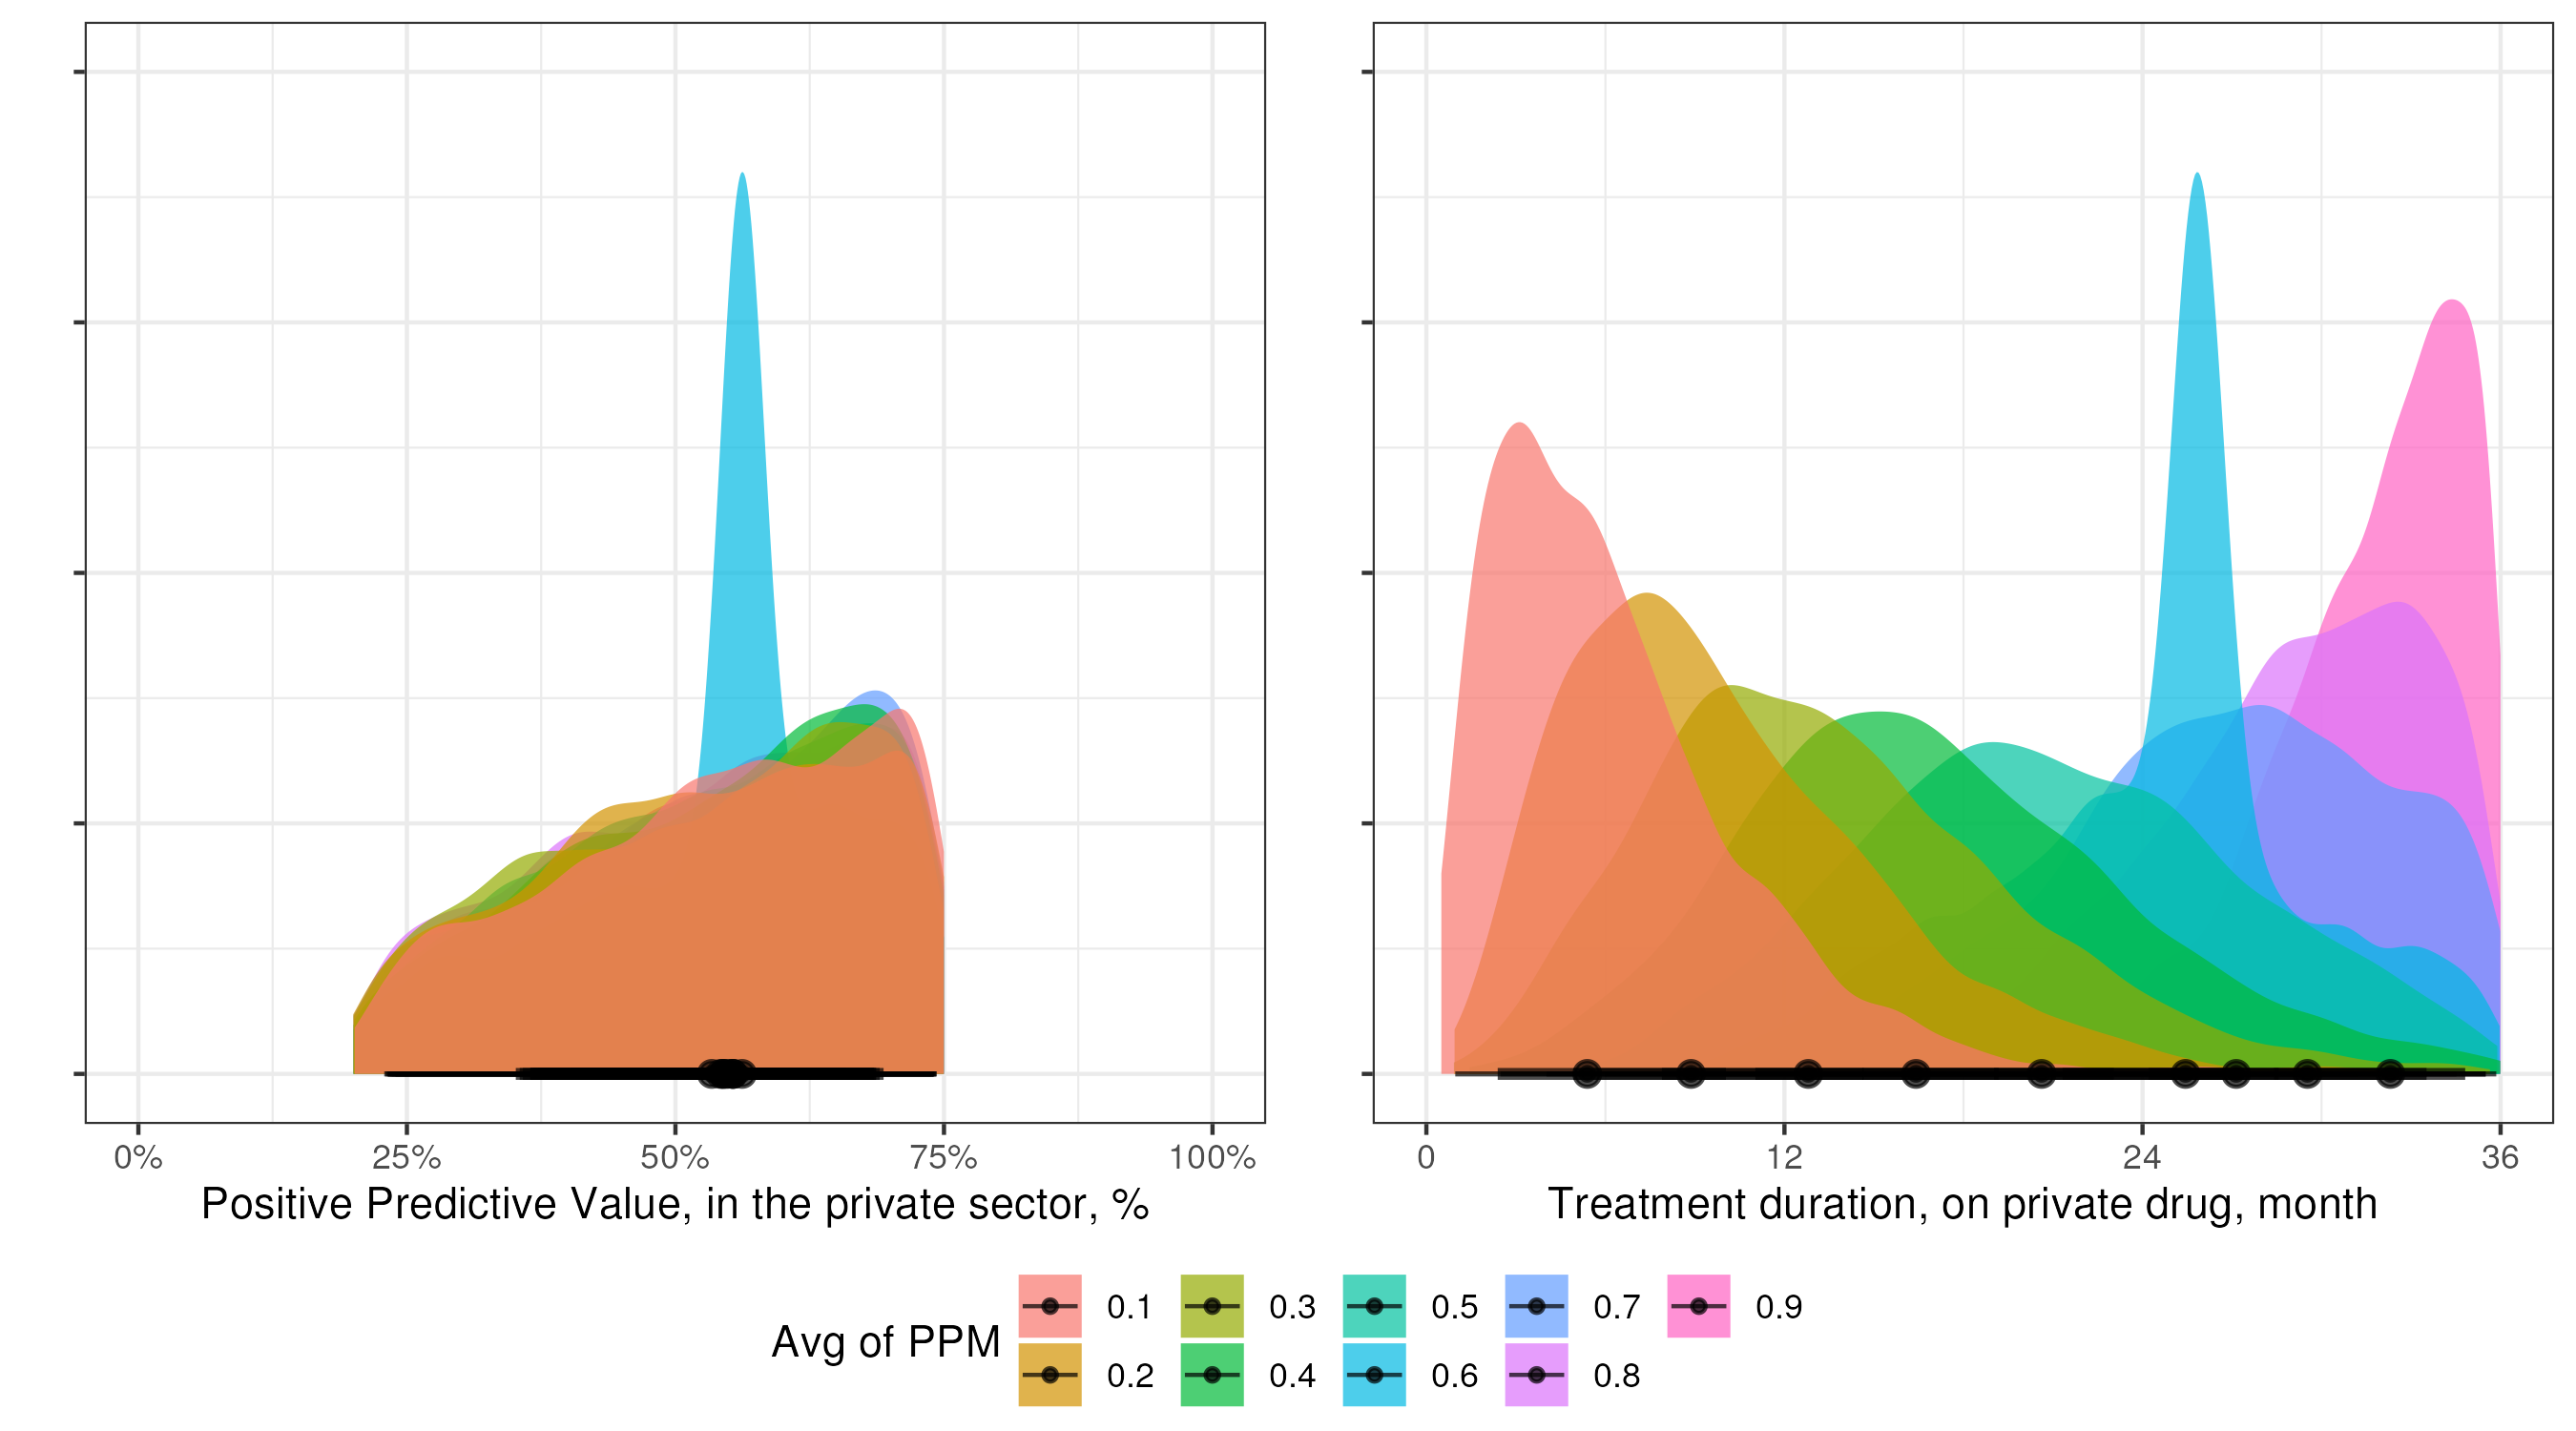 0% 25% 50% 75% 100%
Positive Predictive Value, in the private sector, %
0 12 24 36
Treatment duration, on private drug, month
Avg of PPM
0.1 0.3 0.5 0.7 0.9
0.2 0.4 0.6 0.8